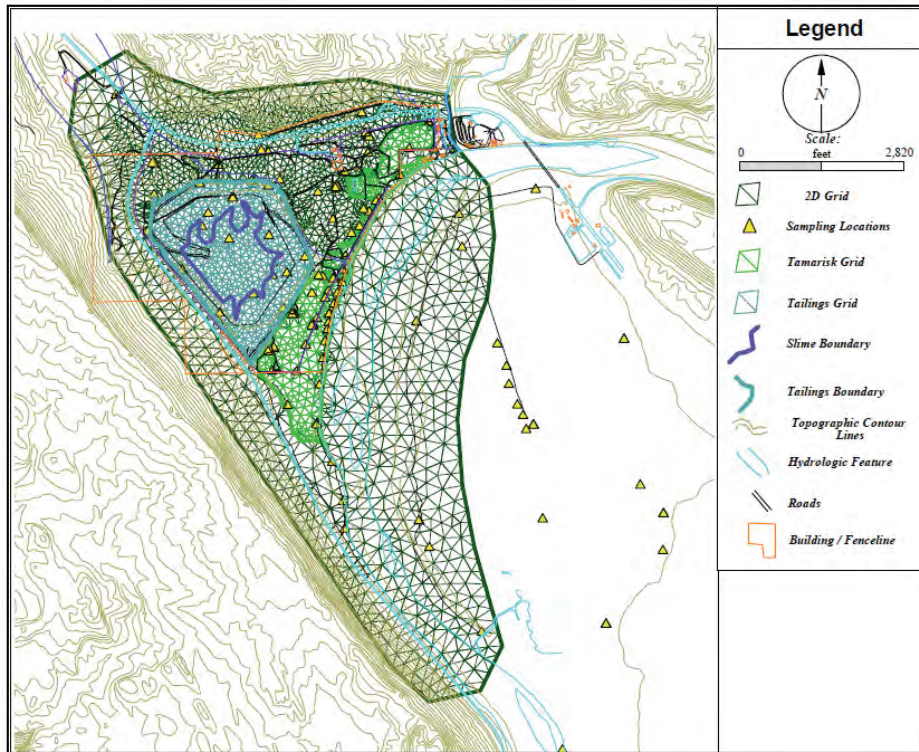 Legend
N
Scale:
feet
0
2,820
2D Grid
Sampling Locations
Tamarisk Grid
Tailings Grid
Slime Boundary
Tailings Boundary
Topographic Contour
Lines
Hydrologic Feature
Roads
Building / Fenceline